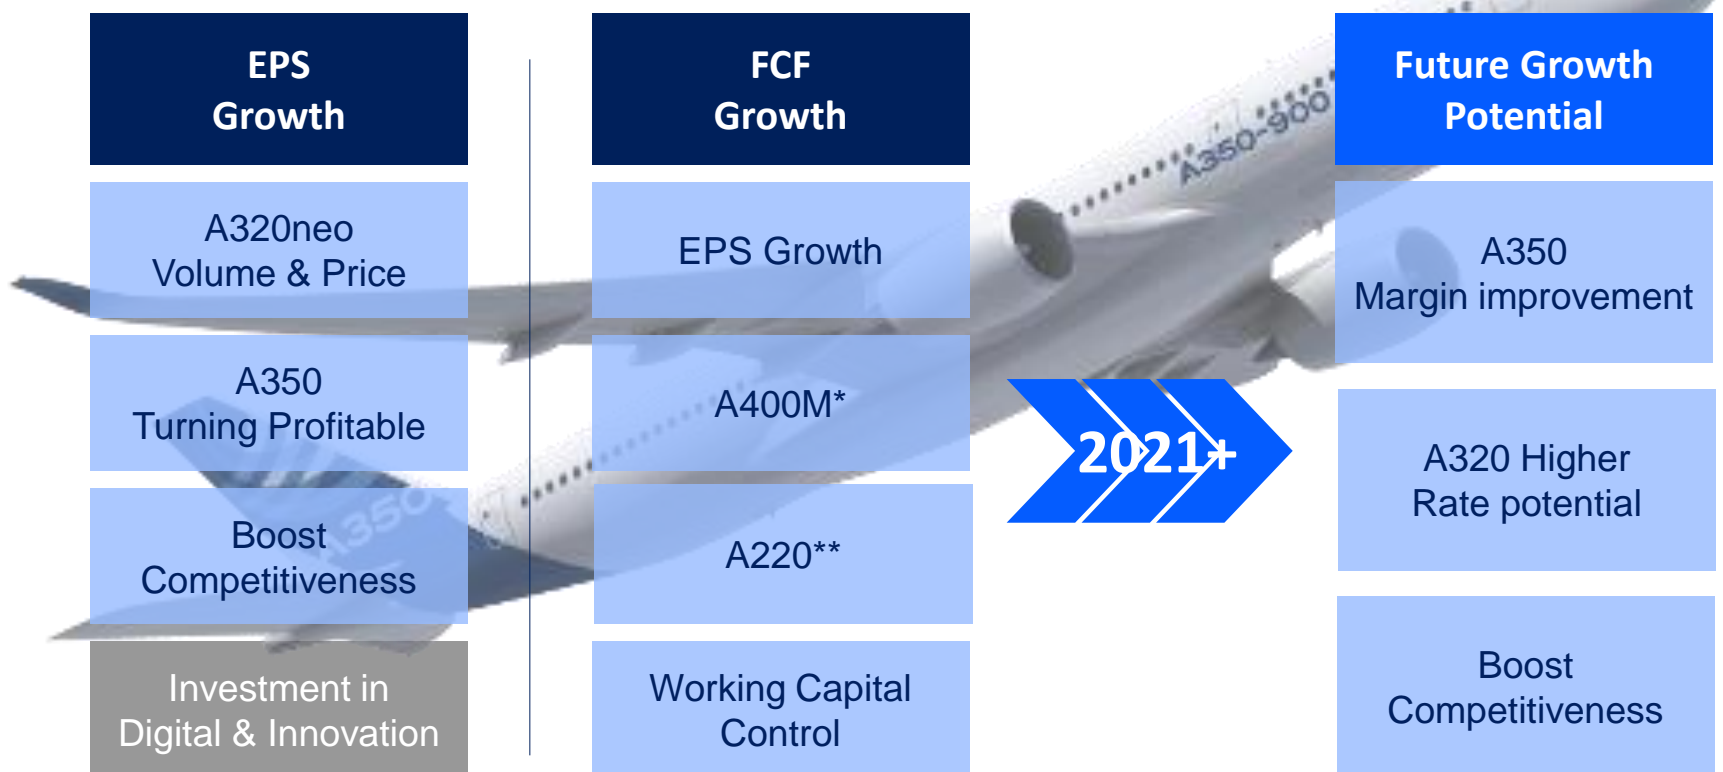 EPS
Growth
A320neo
Volume & Price
A350
Turning Profitable
Boost
Competitiveness
Investment in
Digital & Innovation
FCF
Growth
EPS Growth
A400M*
A220**
Working Capital
Control
2021+
Future Growth
Potential
A350
Margin improvement
A320 Higher
Rate potential
Boost
Competitiveness
A350-900
A350